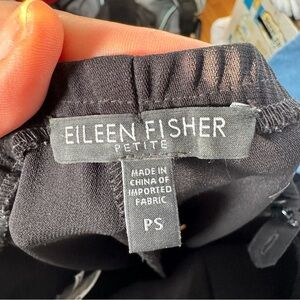 EILEEN FISHER
PETITE
MADE IN
CHINA OF
IMPORTED
FABRIC
PS